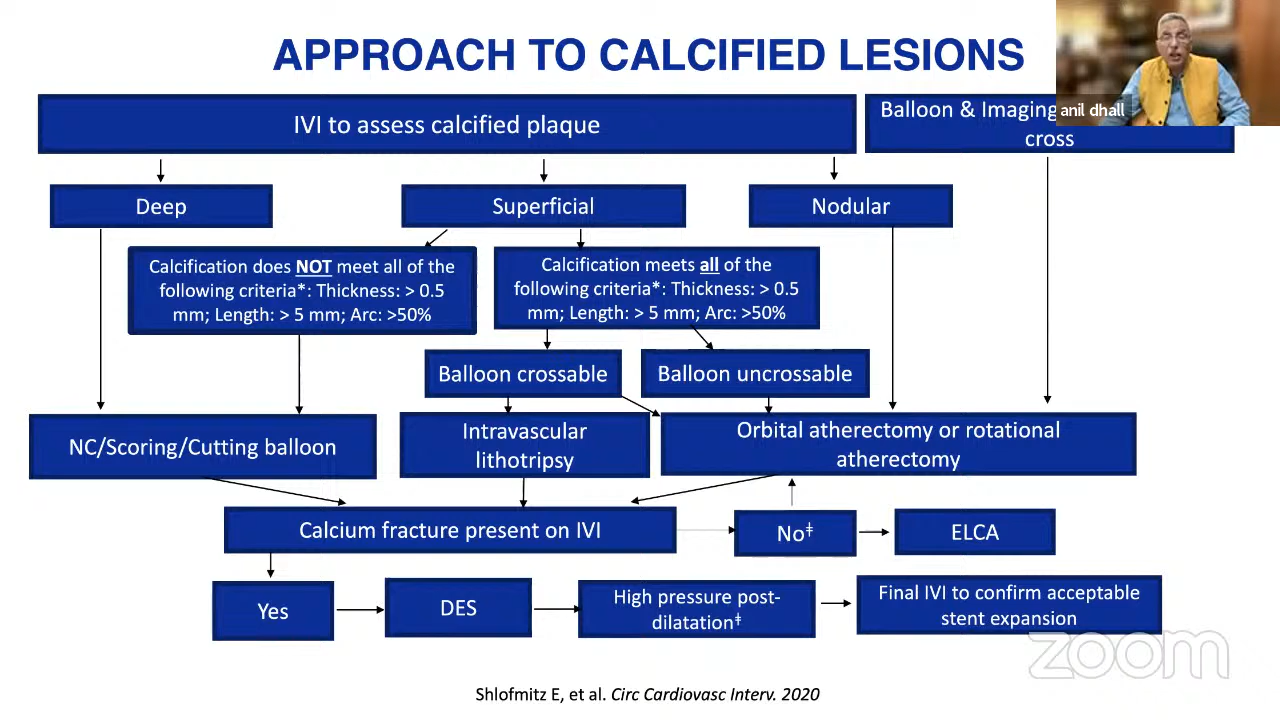 APPROACH TO CALCIFIED LESIONS
anil dhall
IVI to assess calcified plaque
Balloon & Imaging
cross
Deep
Superficial
Nodular
Calcification does NOT meet all of the
following criteria*: Thickness: > 0.5
mm; Length: > 5 mm; Arc: >50%
Calcification meets all of the
following criteria*: Thickness: > 0.5
mm; Length: > 5 mm; Arc: >50%
Balloon crossable
Balloon uncrossable
NC/Scoring/Cutting balloon
Intravascular
lithotripsy
Orbital atherectomy or rotational
atherectomy
Calcium fracture present on IVI
No‡
ELCA
Yes
DES
High pressure post-
dilatation‡
Final IVI to confirm acceptable
stent expansion
zoom
Shlofmitz E, et al. Circ Cardiovasc Interv. 2020